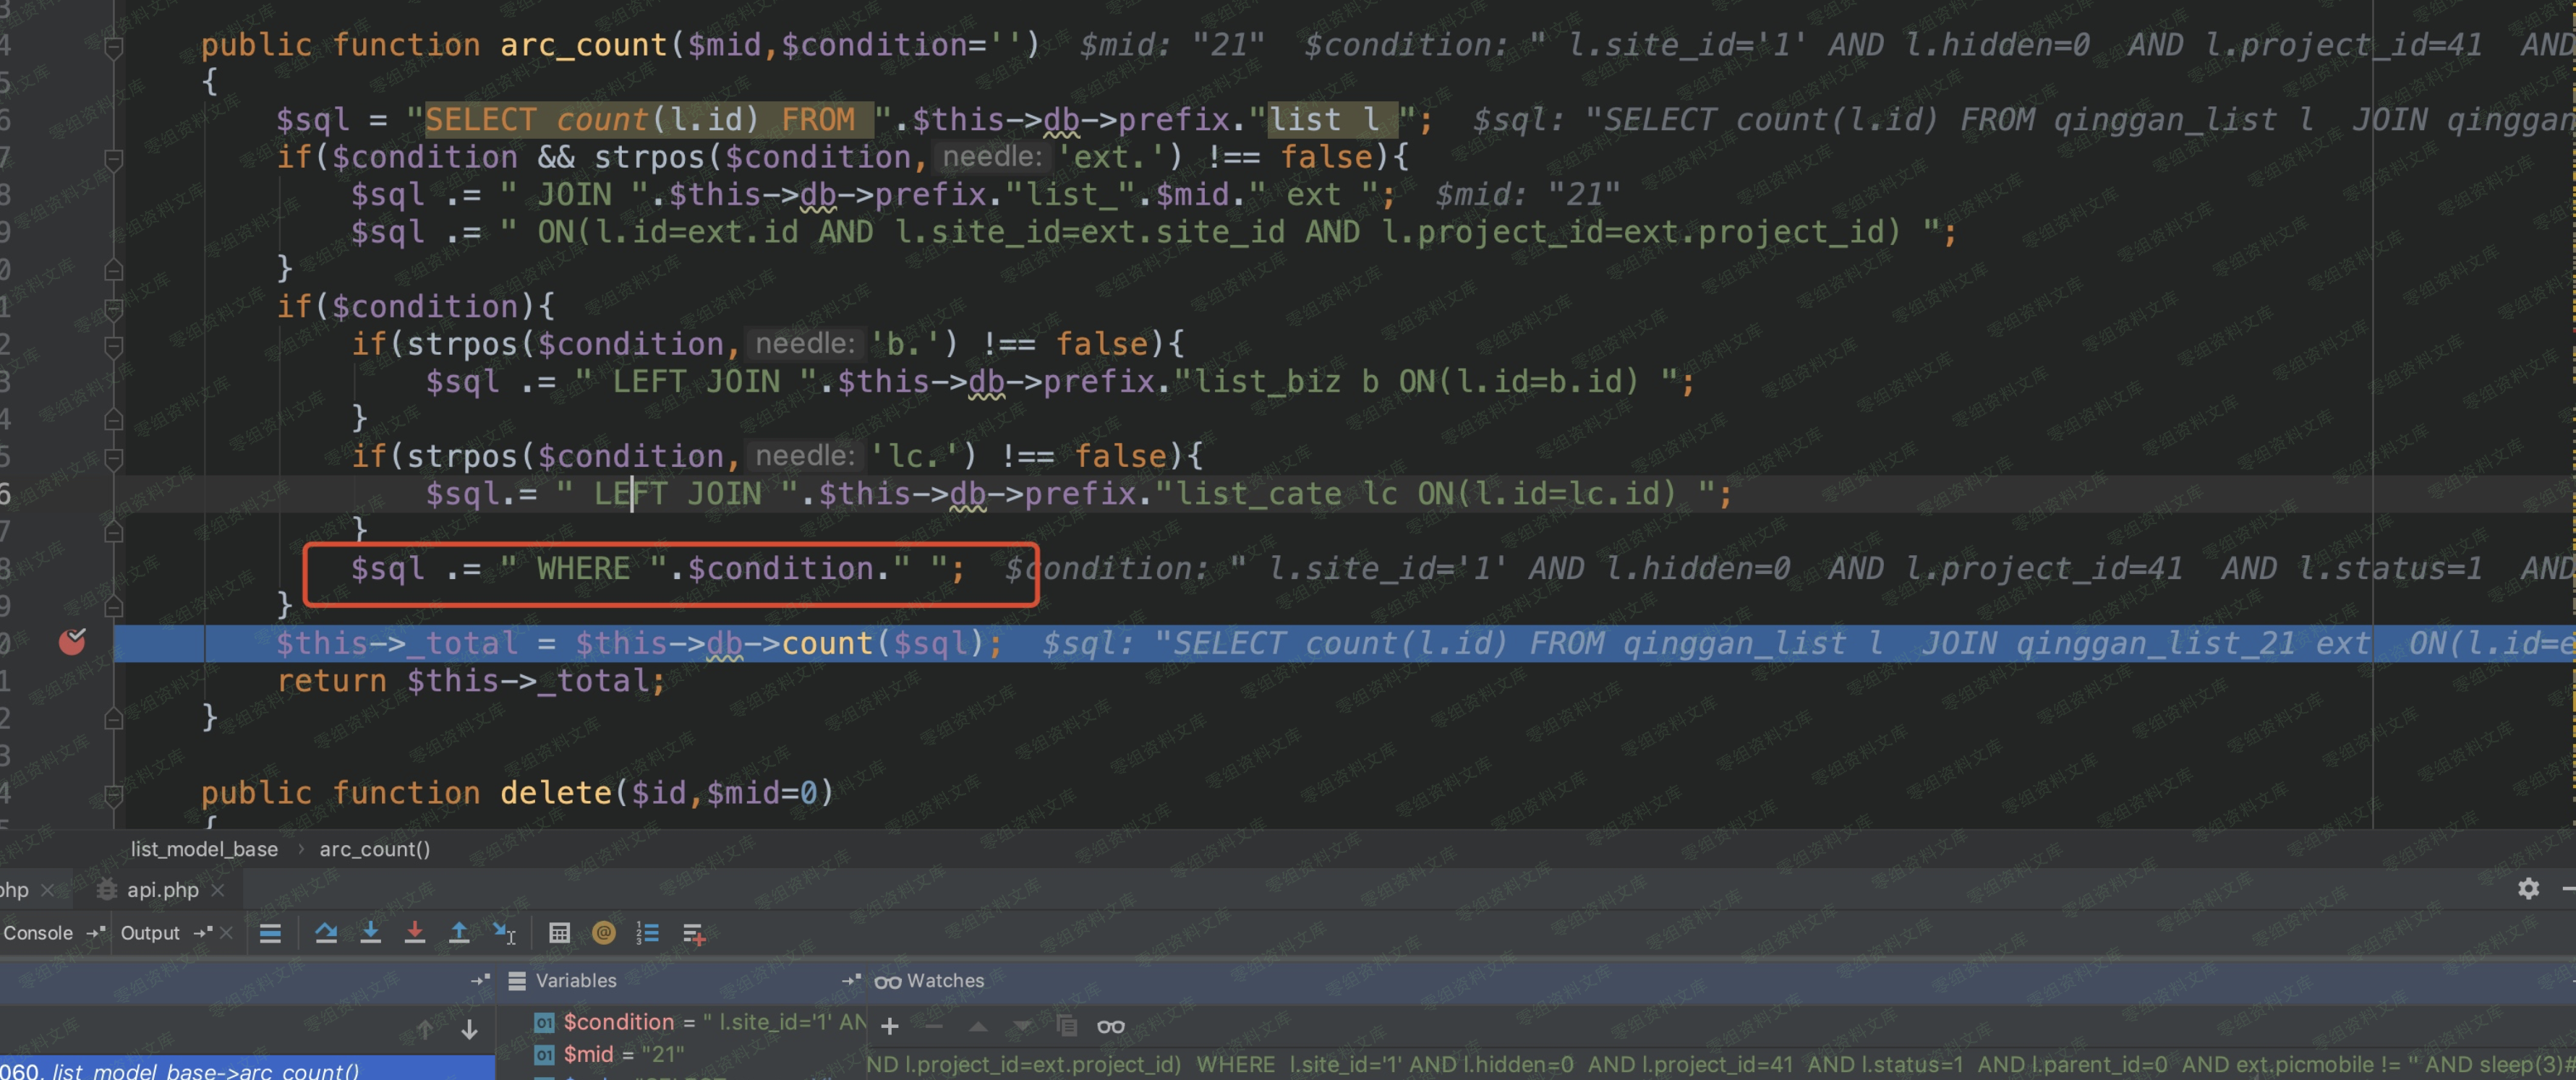 public function arc_count($mid,$condition='')  $mid: "21"  $condition: " l.site_id='1' AND l.hidden=0  AND l.project_id=41  AND
{
$sql = "SELECT count(l.id) FROM ".$this->db->prefix."list l ";  $sql: "SELECT count(l.id) FROM qinggan_list l  JOIN qinggan
if($condition && strpos($condition, needle: 'ext.') !== false){
$sql .= " JOIN ".$this->db->prefix."list_".$mid." ext ";  $mid: "21"
$sql .= " ON(l.id=ext.id AND l.site_id=ext.site_id AND l.project_id=ext.project_id) ";
}
if($condition){
if(strpos($condition, needle: 'b.') !== false){
$sql .= " LEFT JOIN ".$this->db->prefix."list_biz b ON(l.id=b.id) ";
}
if(strpos($condition, needle: 'lc.') !== false){
$sql.= " LEFT JOIN ".$this->db->prefix."list_cate lc ON(l.id=lc.id) ";
}
$sql .= " WHERE ".$condition." ";  $condition: " l.site_id='1' AND l.hidden=0  AND l.project_id=41  AND l.status=1  AND
}
$this->_total = $this->db->count($sql);  $sql: "SELECT count(l.id) FROM qinggan_list l  JOIN qinggan_list_21 ext  ON(l.id=e
return $this->_total;
}
public function delete($id,$mid=0)
{
list_model_base › arc_count()
php × api.php ×
Console Output
Variables Watches
$condition = " l.site_id='1' AN
$mid = "21"
ND l.project_id=ext.project_id)  WHERE  l.site_id='1' AND l.hidden=0  AND l.project_id=41  AND l.status=1  AND l.parent_id=0  AND ext.picmobile != '' AND sleep(3)#
060, list_model_base->arc_count()
零组资料文库